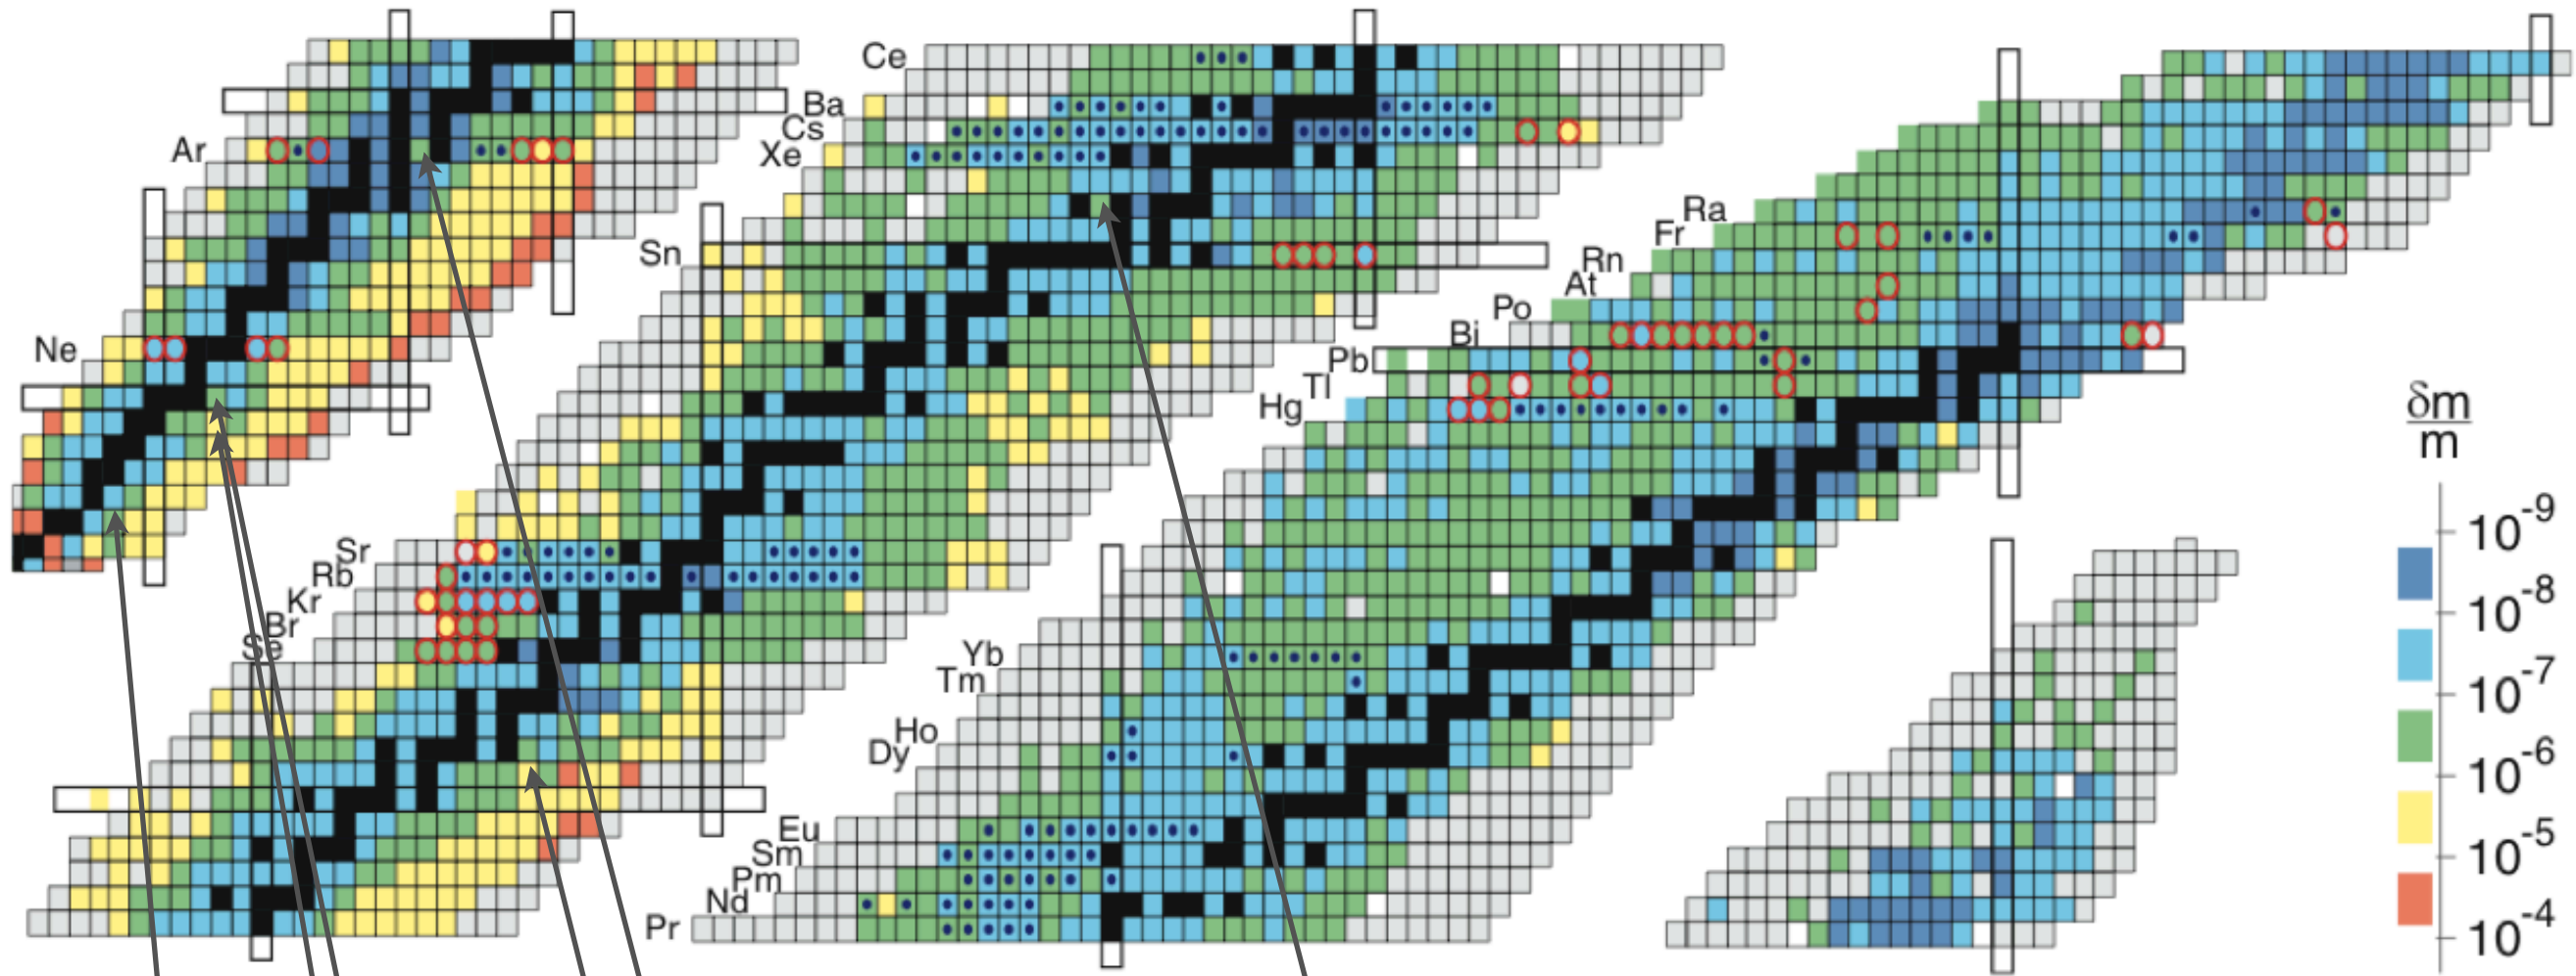 Ce
Ba
Cs
Xe
Ar
Sn
Ra
Fr
Rn
At
Po
Bi
Pb
Tl
Hg
Ne
Sr
Rb
Kr
Br
Se
Yb
Tm
Ho
Dy
Eu
Sm
Pm
Nd
Pr
δm
m
10⁻⁹
10⁻⁸
10⁻⁷
10⁻⁶
10⁻⁵
10⁻⁴